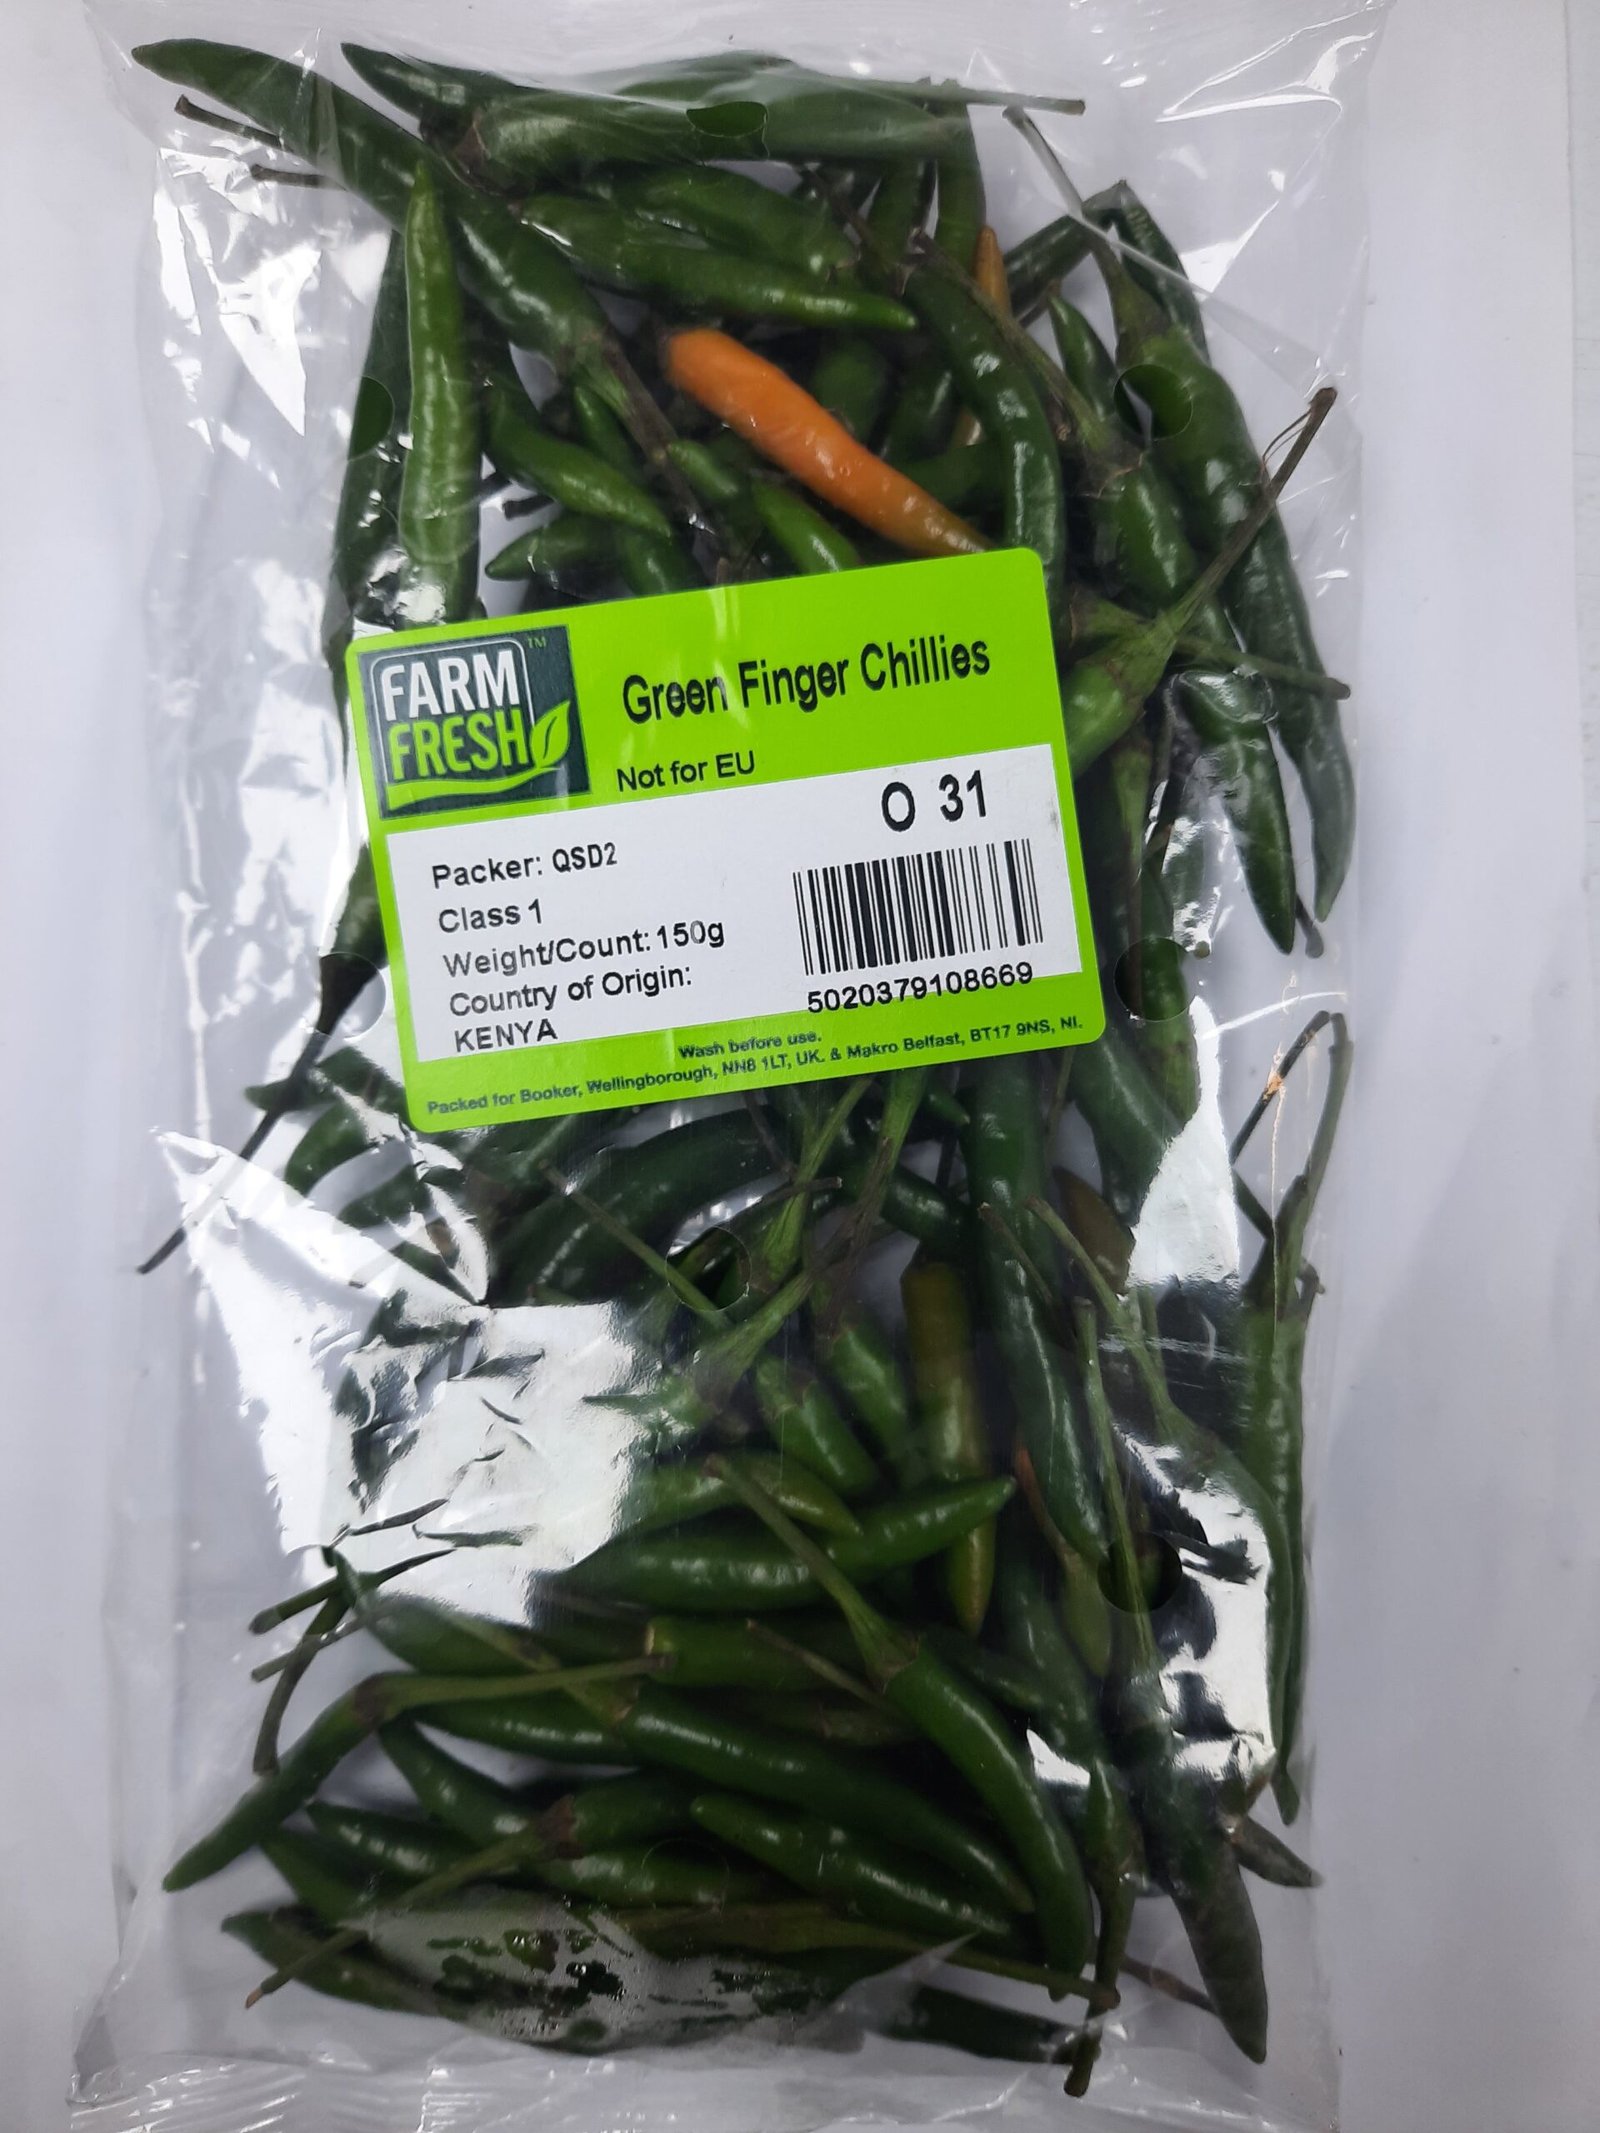 FARM
FRESH
™
Green Finger Chillies
Not for EU
O 31
Packer: QSD2
Class 1
Weight/Count: 150g
Country of Origin:
KENYA
5020379108669
Wash before use.
Packed for Booker, Wellingborough, NN8 1LT, UK. & Makro Belfast, BT17 9NS, NI.